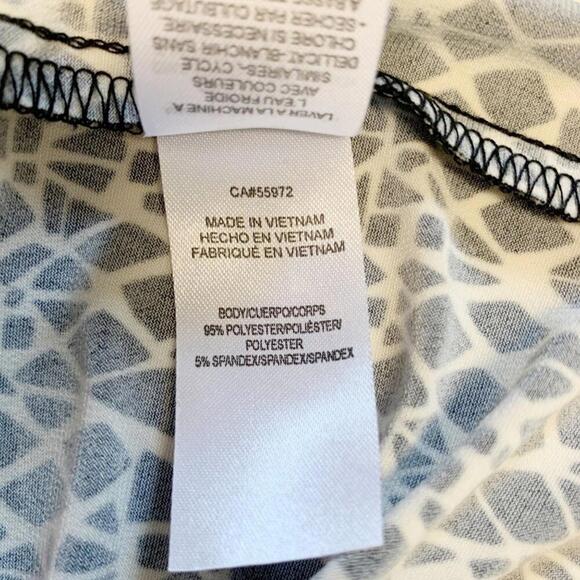 LAVER A LA MACHINE A
L'EAU FROIDE
AVEC COULEURS
SIMILAIRES., CYCLE
DELLICAT-BLANCHIR SANS
CHLORE SI NECESSAIRE.
• SECHER PAR CULBUTAGE
A BASSE
CA#55972
MADE IN VIETNAM
HECHO EN VIETNAM
FABRIQUÉ EN VIETNAM
BODY/CUERPO/CORPS
95% POLYESTER/POLIÉSTER/
POLYESTER
5% SPANDEX/SPANDEX/SPANDEX